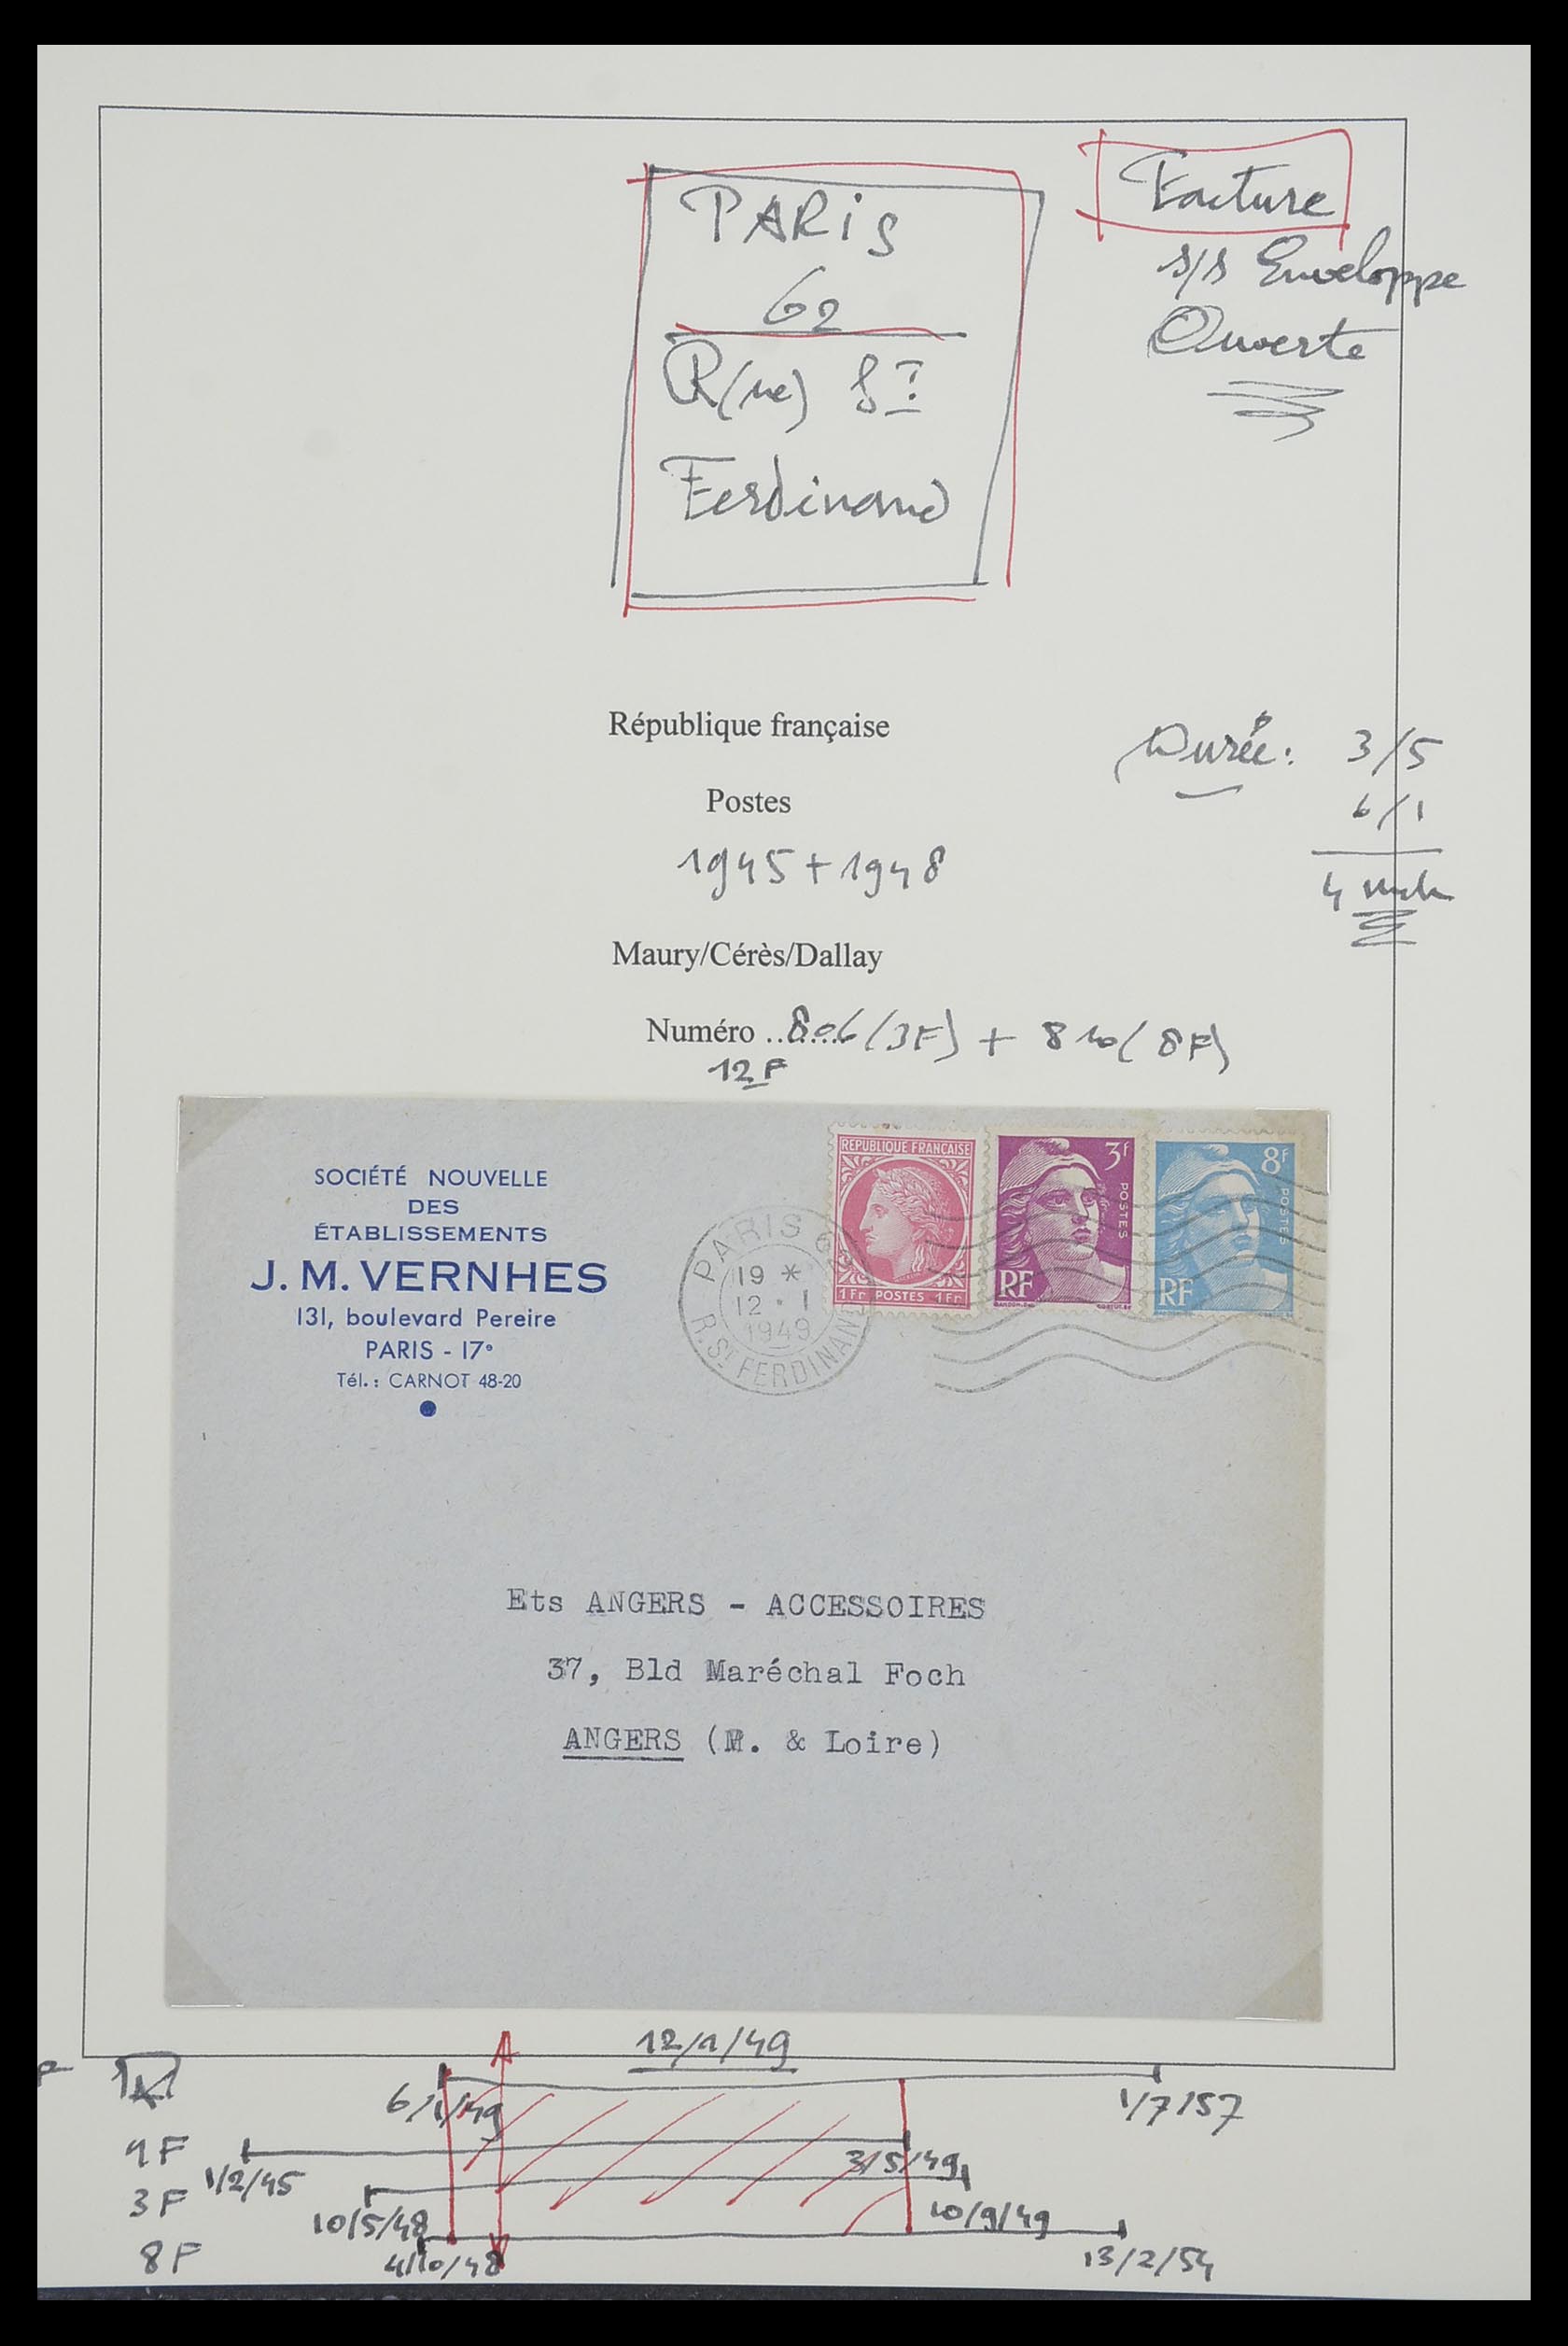 PARIS
62
R(ue) ST
Ferdinand
Facture
s/s Enveloppe
Ouverte
République française
Postes
1945+1948
Durée: 3/5
6/1
4
Maury/Cérès/Dallay
Numéro ........806(3F) + 810(8F)
12F
SOCIÉTÉ NOUVELLE
DES
ÉTABLISSEMENTS
J. M. VERNHES
131, boulevard Pereire
PARIS - 17e
Tél. : CARNOT 48-20
PARIS 62
19 *
12 • 1
1949
R. ST FERDINAND
REPUBLIQUE FRANÇAISE
1Fr POSTES 1Fr
3f
POSTES
RF
8f
POSTES
RF
Ets ANGERS - ACCESSOIRES
37, Bld Maréchal Foch
ANGERS (M. & Loire)
12/1/49
6/1/49
1/7/57
1F
1/2/45
3/5/49
3F
10/5/48
10/9/49
8F
4/10/48
13/2/54